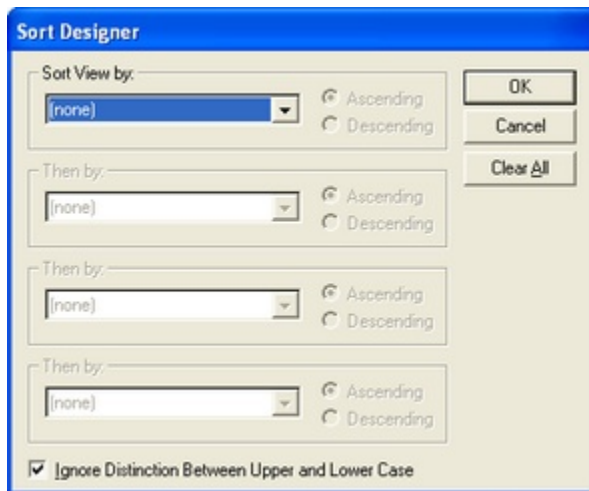 Sort Designer
Sort View by:
(none)
Ascending
Descending
OK
Cancel
Clear All
Then by:
(none)
Ascending
Descending
Then by:
(none)
Ascending
Descending
Then by:
(none)
Ascending
Descending
Ignore Distinction Between Upper and Lower Case